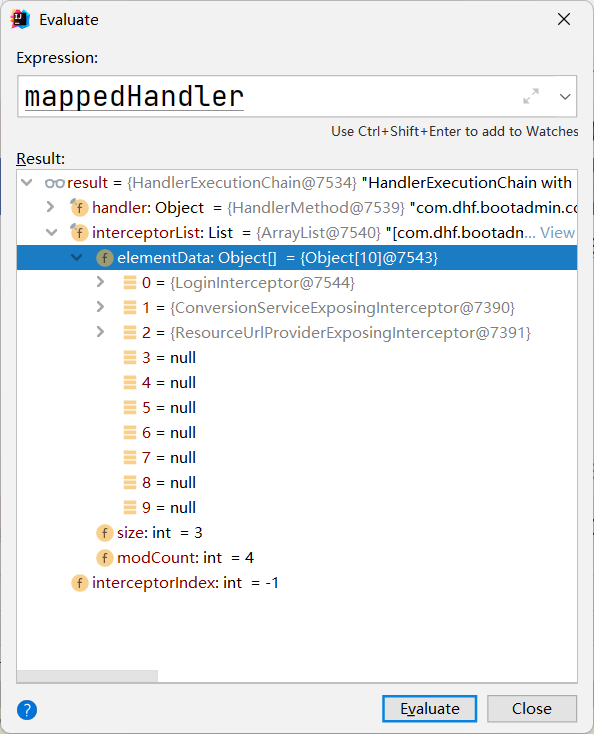 Evaluate
Expression:
mappedHandler
Use Ctrl+Shift+Enter to add to Watches
Result:
result = {HandlerExecutionChain@7534} "HandlerExecutionChain with
handler: Object = {HandlerMethod@7539} "com.dhf.bootadmin.co
interceptorList: List = {ArrayList@7540} "[com.dhf.bootadn... View
elementData: Object[] = {Object[10]@7543}
0 = {LoginInterceptor@7544}
1 = {ConversionServiceExposingInterceptor@7390}
2 = {ResourceUrlProviderExposingInterceptor@7391}
3 = null
4 = null
5 = null
6 = null
7 = null
8 = null
9 = null
size: int = 3
modCount: int = 4
interceptorIndex: int = -1
? Evaluate Close